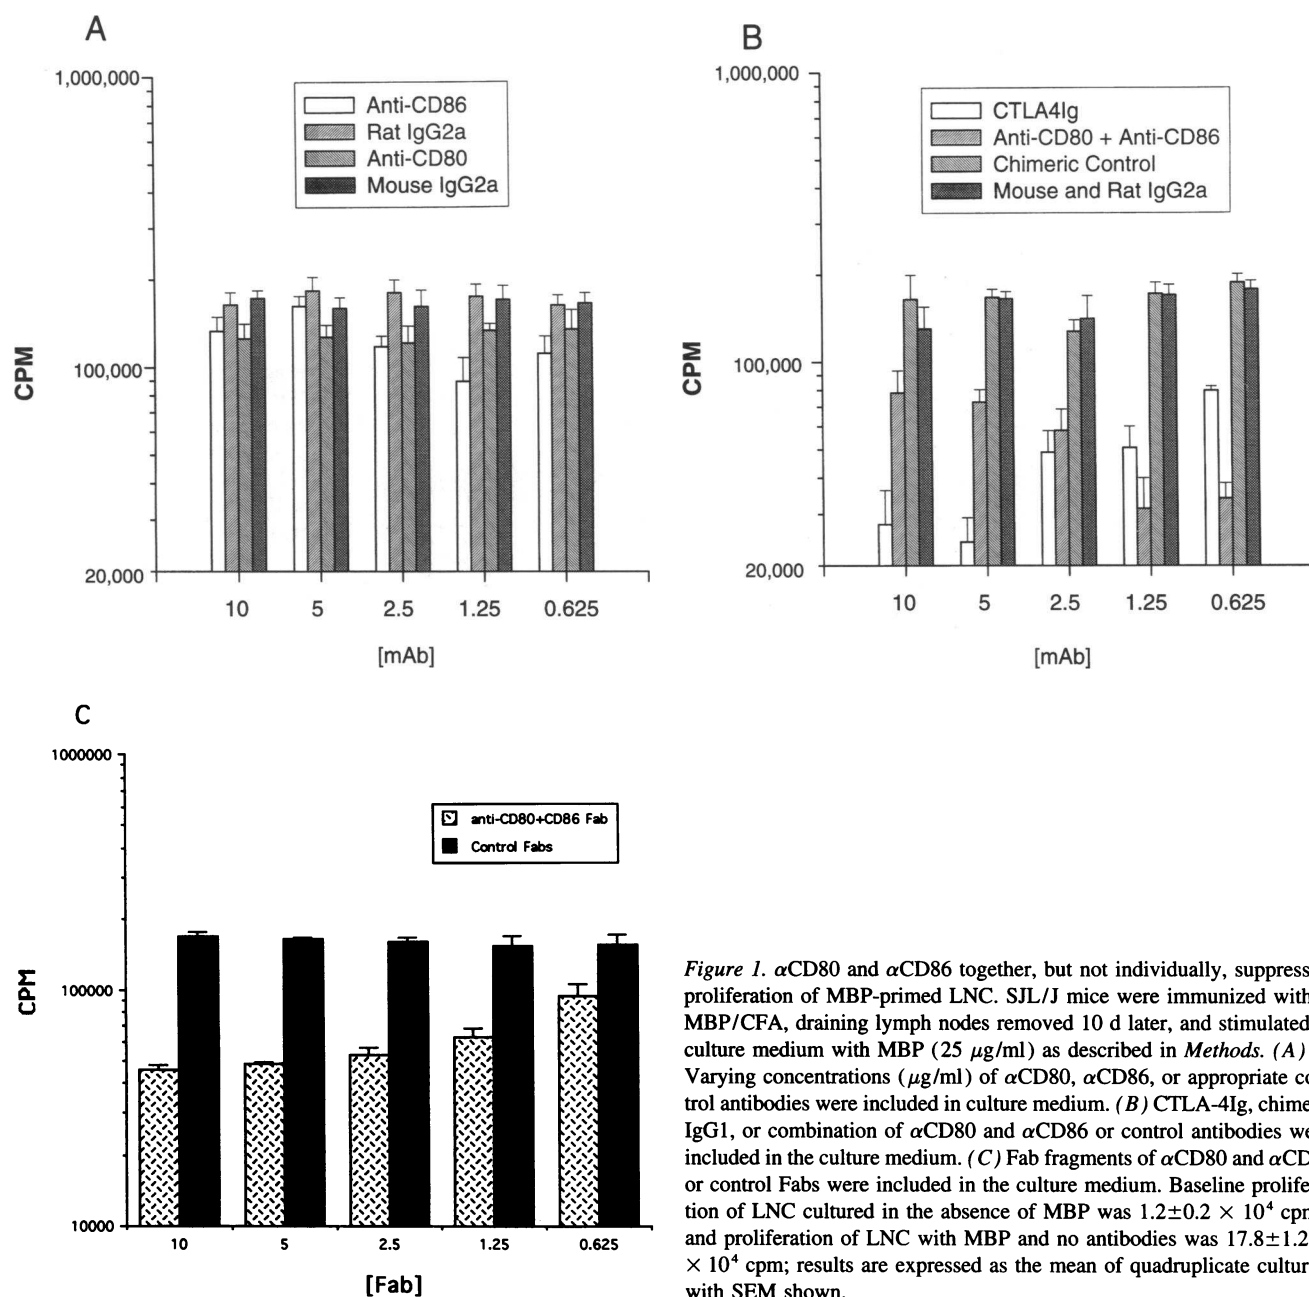 A
1,000,000
Anti-CD86
Rat IgG2a
Anti-CD80
Mouse IgG2a
CPM
100,000
20,000
10 5 2.5 1.25 0.625
[mAb]
B
1,000,000
CTLA4Ig
Anti-CD80 + Anti-CD86
Chimeric Control
Mouse and Rat IgG2a
CPM
100,000
20,000
10 5 2.5 1.25 0.625
[mAb]
C
1000000
anti-CD80+CD86 Fab
Control Fabs
CPM
100000
10000
10 5 2.5 1.25 0.625
[Fab]
Figure 1. αCD80 and αCD86 together, but not individually, suppress
proliferation of MBP-primed LNC. SJL/J mice were immunized with
MBP/CFA, draining lymph nodes removed 10 d later, and stimulated
culture medium with MBP (25 μg/ml) as described in Methods. (A)
Varying concentrations (μg/ml) of αCD80, αCD86, or appropriate co
trol antibodies were included in culture medium. (B) CTLA-4Ig, chime
IgG1, or combination of αCD80 and αCD86 or control antibodies we
included in the culture medium. (C) Fab fragments of αCD80 and αCD
or control Fabs were included in the culture medium. Baseline prolife
tion of LNC cultured in the absence of MBP was 1.2±0.2 × 10⁴ cpm
and proliferation of LNC with MBP and no antibodies was 17.8±1.2
× 10⁴ cpm; results are expressed as the mean of quadruplicate cultur
with SEM shown.